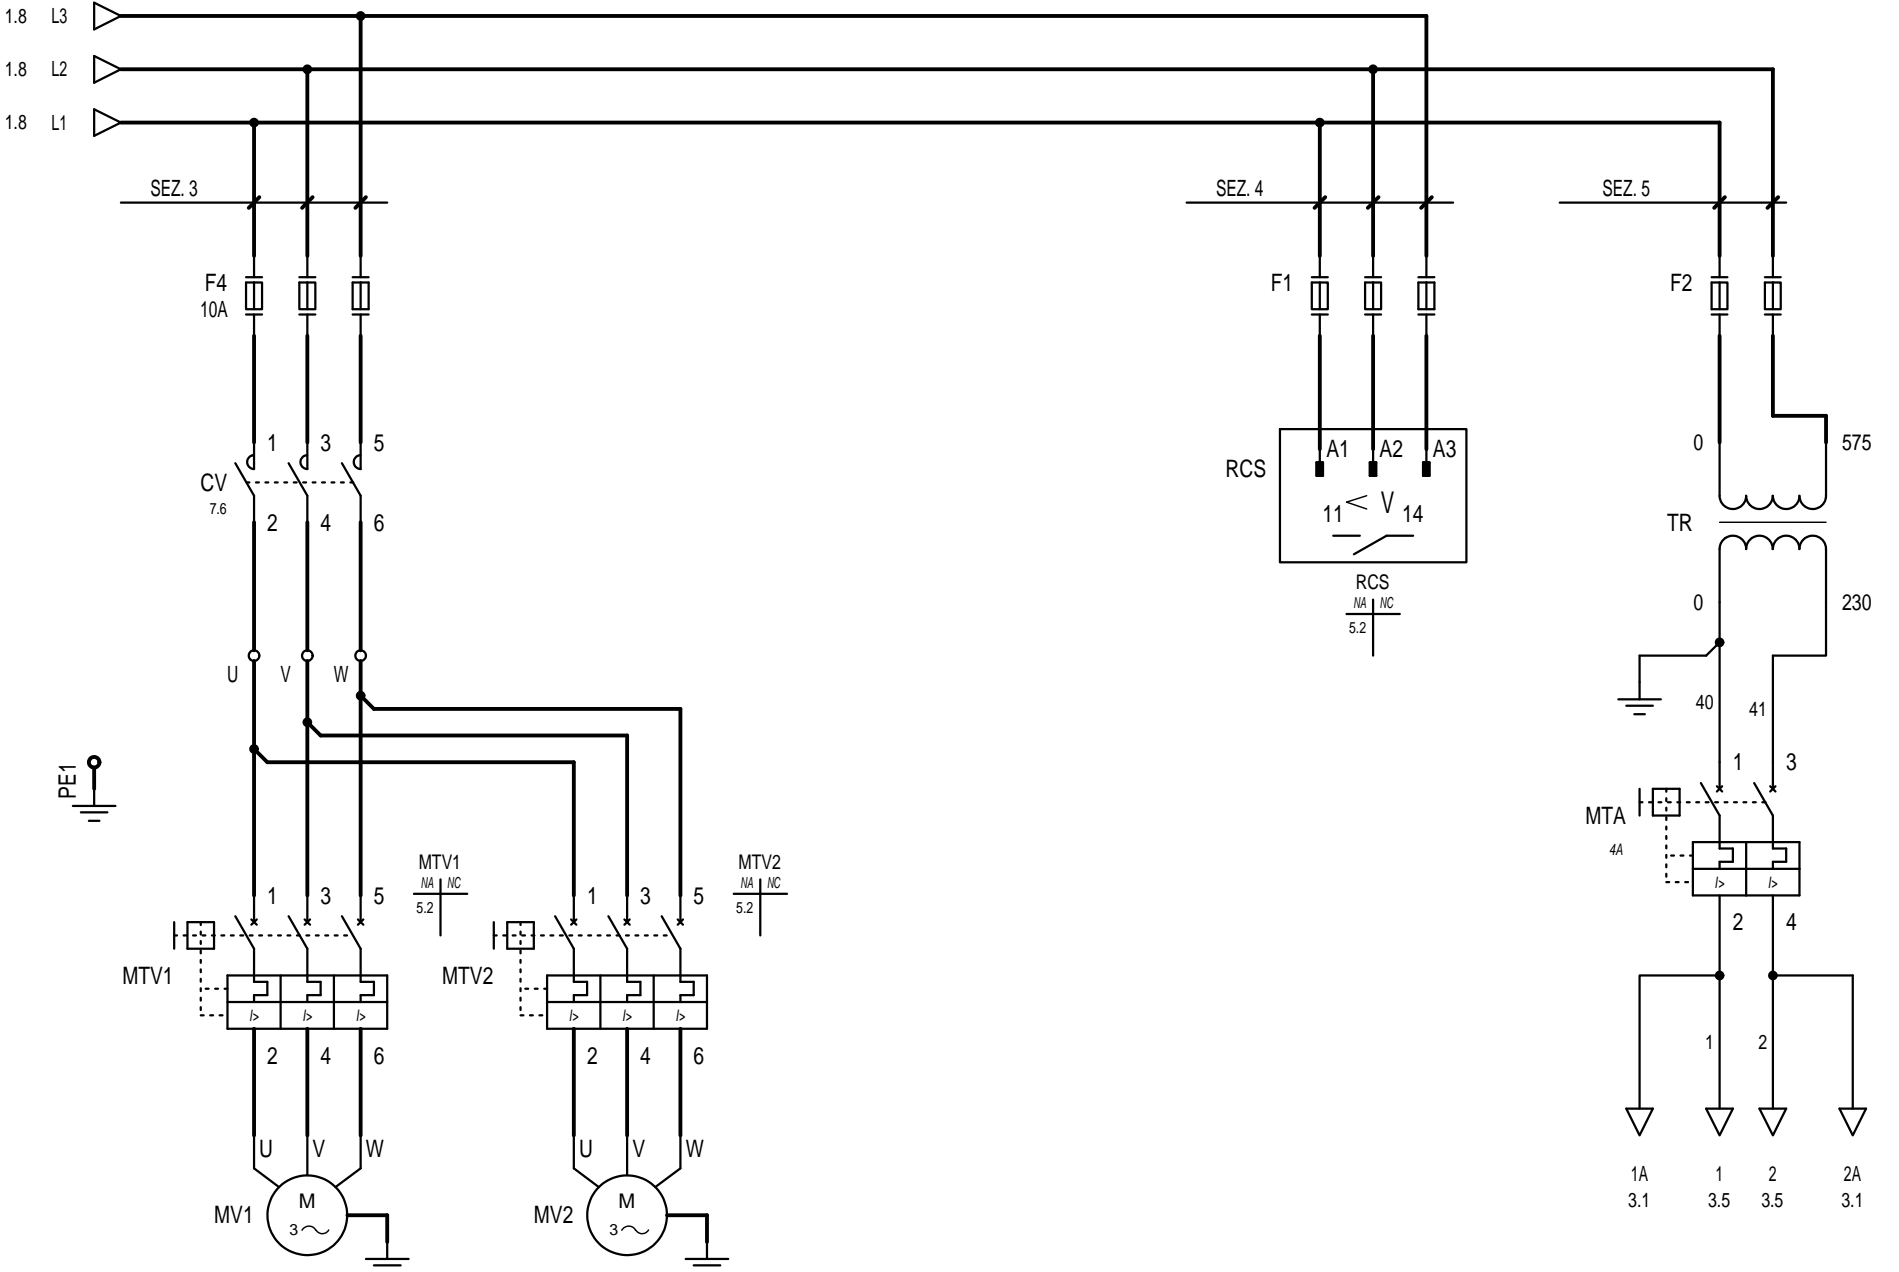 1.8 L3
1.8 L2
1.8 L1
SEZ. 3
SEZ. 4
SEZ. 5
F4
10A
F1
F2
1 3 5
CV
7.6
2 4 6
RCS
A1 A2 A3
< V
11 14
RCS
NA NC
5.2
0 575
TR
0 230
40 41
U V W
PE1
1 3
MTA
4A
I> I>
2 4
1 2
1A 1 2 2A
3.1 3.5 3.5 3.1
MTV1
NA NC
5.2
MTV2
NA NC
5.2
1 3 5
1 3 5
MTV1
MTV2
I> I> I>
I> I> I>
2 4 6
2 4 6
U V W
U V W
MV1
M
3~
MV2
M
3~